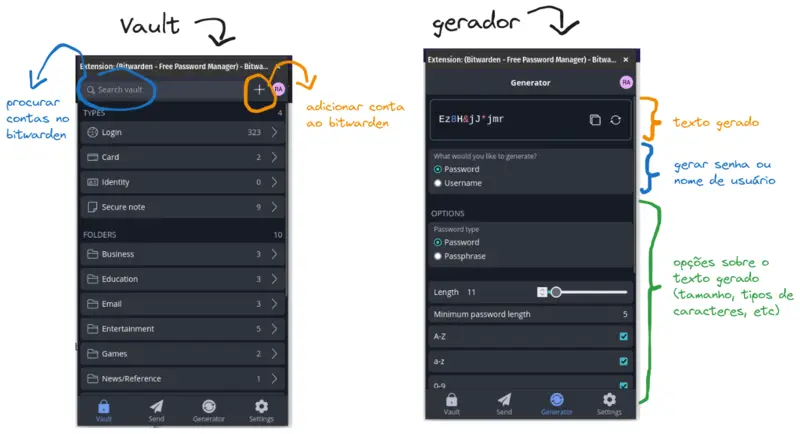 Vault
Extension: (Bitwarden - Free Password Manager) - Bitwa... ×
Search vault
RA
procurar
contas no
bitwarden
adicionar conta
ao bitwarden
TYPES 4
Login 323
Card 2
Identity 0
Secure note 9
FOLDERS 10
Business 3
Education 3
Email 3
Entertainment 5
Games 2
News/Reference 1
Vault Send Generator Settings
gerador
Extension: (Bitwarden - Free Password Manager) - Bitwa... ×
Generator RA
Ez8H&jJ*jmr
texto gerado
What would you like to generate?
Password
Username
gerar senha ou
nome de usuário
OPTIONS
Password type
Password
Passphrase
Length 11
Minimum password length 5
A-Z
a-z
0-9
opções sobre o
texto gerado
(tamanho, tipos de
caracteres, etc)
Vault Send Generator Settings